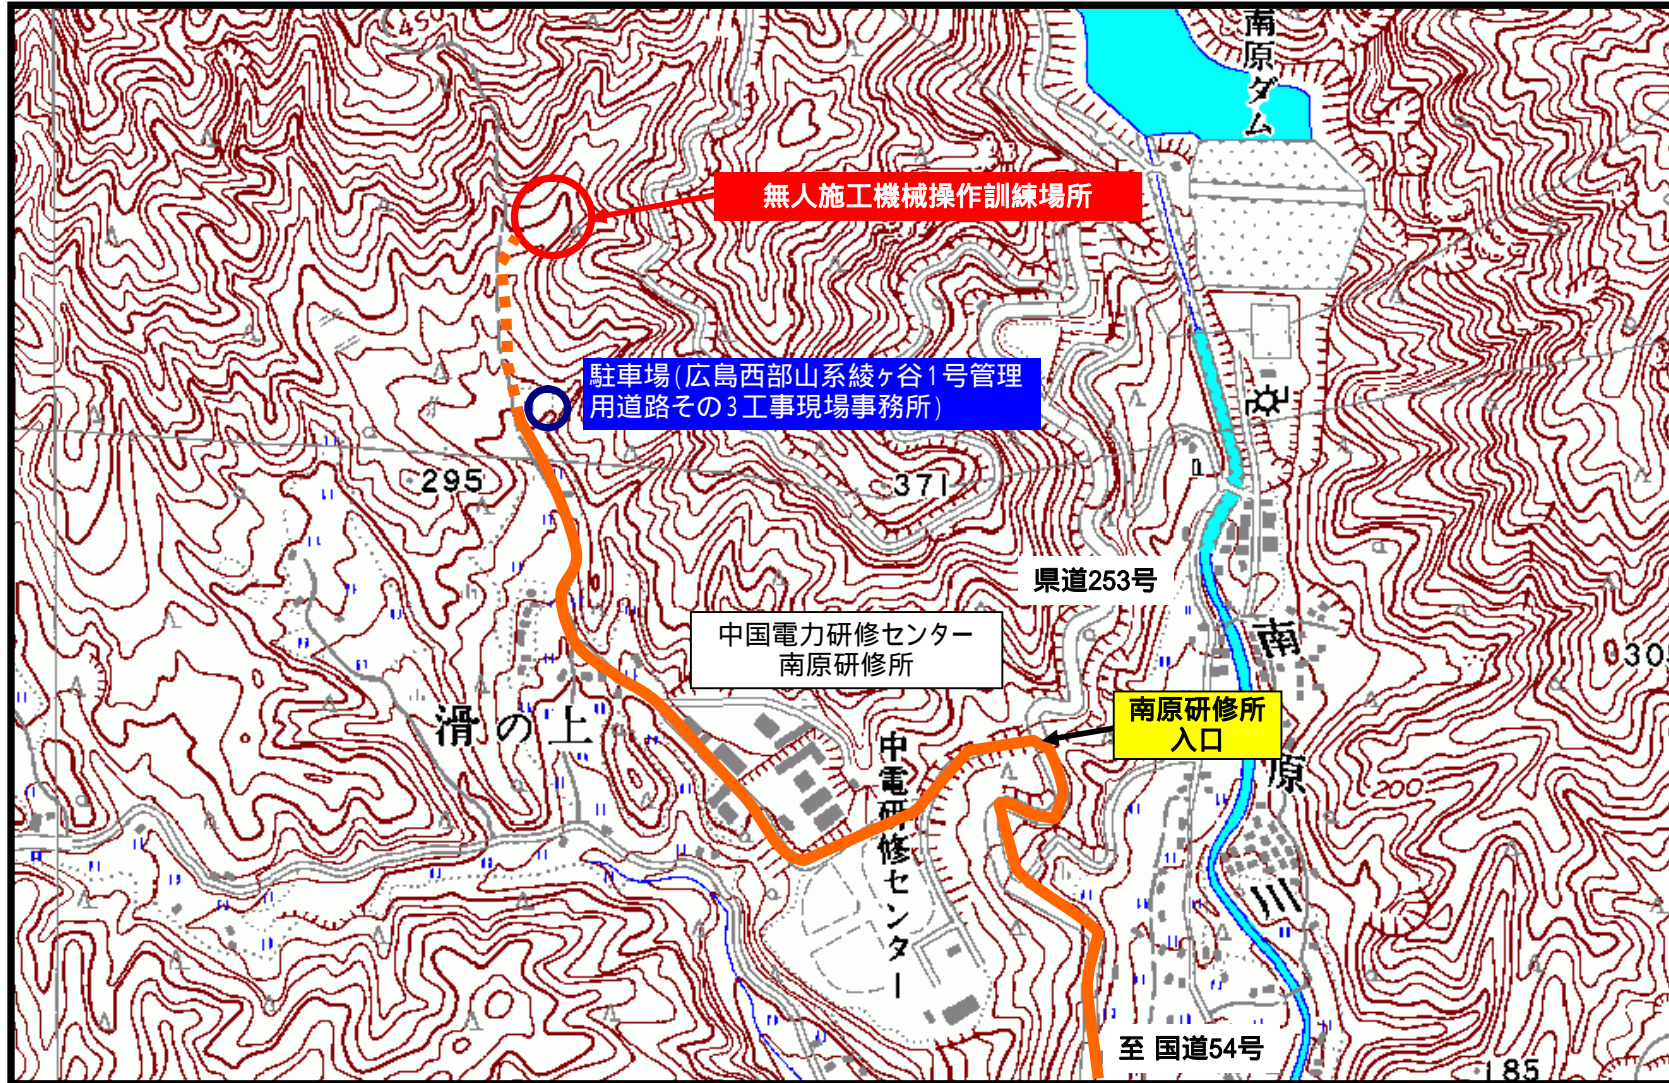 南原ダム
無人施工機械操作訓練場所
駐車場(広島西部山系綾ヶ谷1号管理
用道路その3工事現場事務所)
295
371
県道253号
中国電力研修センター
南原研修所
南原川
305
滑の上
南原研修所
入口
中電研修センター
200
至 国道54号
185